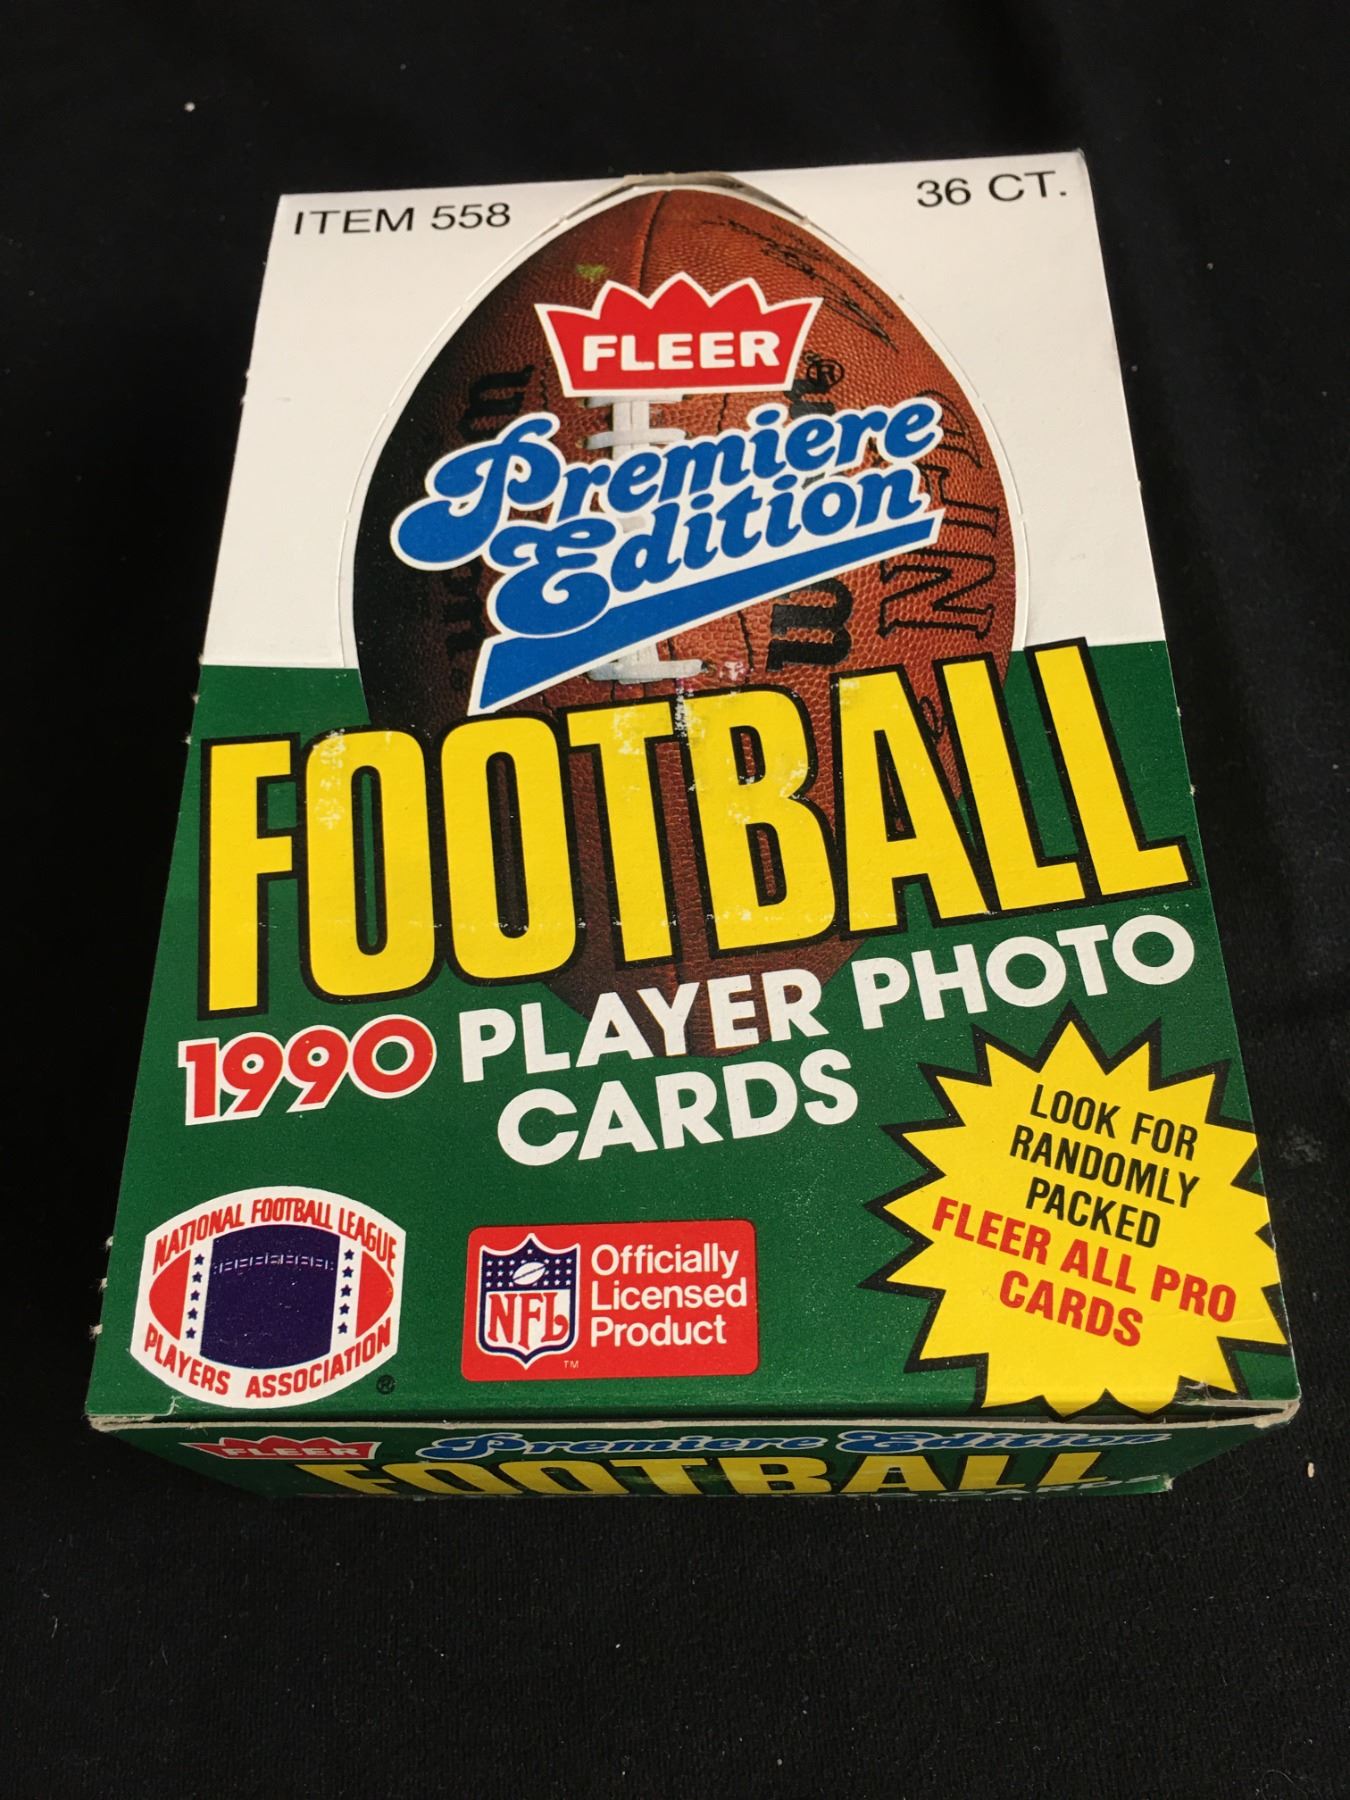 ITEM 558
36 CT.
FLEER
®
Premiere
Edition
FOOTBALL
1990 PLAYER PHOTO
CARDS
LOOK FOR
RANDOMLY
PACKED
FLEER ALL PRO
CARDS
NATIONAL FOOTBALL LEAGUE
PLAYERS ASSOCIATION
®
NFL
Officially
Licensed
Product
TM
FLEER Premiere Edition
FOOTBALL